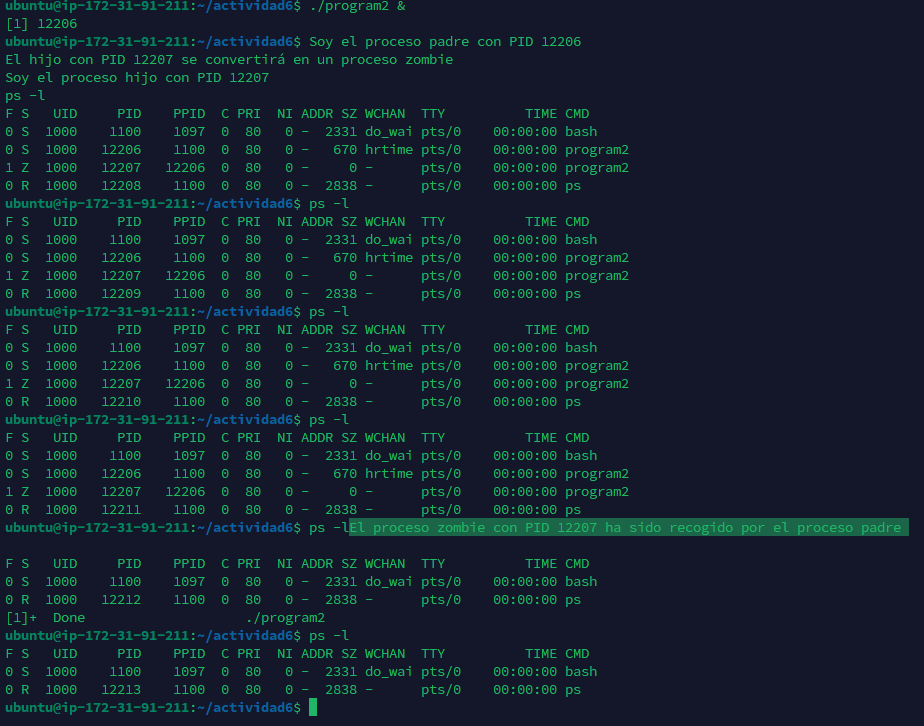 ubuntu@ip-172-31-91-211:~/actividad6$ ./program2 &
[1] 12206
ubuntu@ip-172-31-91-211:~/actividad6$ Soy el proceso padre con PID 12206
El hijo con PID 12207 se convertirá en un proceso zombie
Soy el proceso hijo con PID 12207
ps -l
F S   UID     PID    PPID  C PRI  NI ADDR SZ WCHAN  TTY          TIME CMD
0 S  1000    1100    1097  0  80   0 -  2331 do_wai pts/0    00:00:00 bash
0 S  1000   12206    1100  0  80   0 -   670 hrtime pts/0    00:00:00 program2
1 Z  1000   12207   12206  0  80   0 -     0 -      pts/0    00:00:00 program2
0 R  1000   12208    1100  0  80   0 -  2838 -      pts/0    00:00:00 ps
ubuntu@ip-172-31-91-211:~/actividad6$ ps -l
F S   UID     PID    PPID  C PRI  NI ADDR SZ WCHAN  TTY          TIME CMD
0 S  1000    1100    1097  0  80   0 -  2331 do_wai pts/0    00:00:00 bash
0 S  1000   12206    1100  0  80   0 -   670 hrtime pts/0    00:00:00 program2
1 Z  1000   12207   12206  0  80   0 -     0 -      pts/0    00:00:00 program2
0 R  1000   12209    1100  0  80   0 -  2838 -      pts/0    00:00:00 ps
ubuntu@ip-172-31-91-211:~/actividad6$ ps -l
F S   UID     PID    PPID  C PRI  NI ADDR SZ WCHAN  TTY          TIME CMD
0 S  1000    1100    1097  0  80   0 -  2331 do_wai pts/0    00:00:00 bash
0 S  1000   12206    1100  0  80   0 -   670 hrtime pts/0    00:00:00 program2
1 Z  1000   12207   12206  0  80   0 -     0 -      pts/0    00:00:00 program2
0 R  1000   12210    1100  0  80   0 -  2838 -      pts/0    00:00:00 ps
ubuntu@ip-172-31-91-211:~/actividad6$ ps -l
F S   UID     PID    PPID  C PRI  NI ADDR SZ WCHAN  TTY          TIME CMD
0 S  1000    1100    1097  0  80   0 -  2331 do_wai pts/0    00:00:00 bash
0 S  1000   12206    1100  0  80   0 -   670 hrtime pts/0    00:00:00 program2
1 Z  1000   12207   12206  0  80   0 -     0 -      pts/0    00:00:00 program2
0 R  1000   12211    1100  0  80   0 -  2838 -      pts/0    00:00:00 ps
ubuntu@ip-172-31-91-211:~/actividad6$ ps -lEl proceso zombie con PID 12207 ha sido recogido por el proceso padre
F S   UID     PID    PPID  C PRI  NI ADDR SZ WCHAN  TTY          TIME CMD
0 S  1000    1100    1097  0  80   0 -  2331 do_wai pts/0    00:00:00 bash
0 R  1000   12212    1100  0  80   0 -  2838 -      pts/0    00:00:00 ps
[1]+  Done                    ./program2
ubuntu@ip-172-31-91-211:~/actividad6$ ps -l
F S   UID     PID    PPID  C PRI  NI ADDR SZ WCHAN  TTY          TIME CMD
0 S  1000    1100    1097  0  80   0 -  2331 do_wai pts/0    00:00:00 bash
0 R  1000   12213    1100  0  80   0 -  2838 -      pts/0    00:00:00 ps
ubuntu@ip-172-31-91-211:~/actividad6$